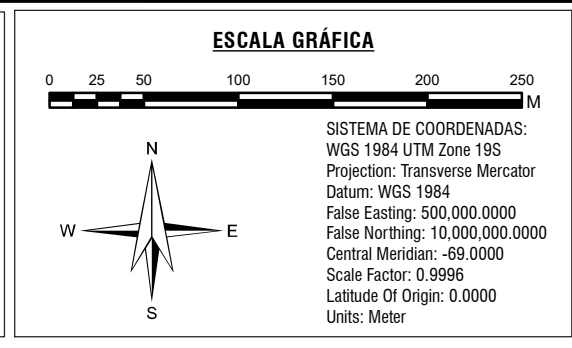 ESCALA GRÁFICA
0 25 50 100 150 200 250
M
N
W E
S
SISTEMA DE COORDENADAS:
WGS 1984 UTM Zone 19S
Projection: Transverse Mercator
Datum: WGS 1984
False Easting: 500,000.0000
False Northing: 10,000,000.0000
Central Meridian: -69.0000
Scale Factor: 0.9996
Latitude Of Origin: 0.0000
Units: Meter